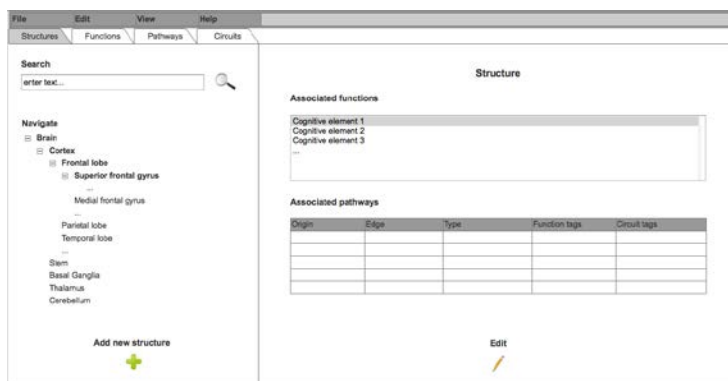 File Edit View Help
Structures Functions Pathways Circuits
Search
enter text...
Navigate
Brain
Cortex
Frontal lobe
Superior frontal gyrus
...
Medial frontal gyrus
...
Parietal lobe
Temporal lobe
...
Stem
Basal Ganglia
Thalamus
Cerebellum
Add new structure
Structure
Associated functions
Cognitive element 1
Cognitive element 2
Cognitive element 3
...
Associated pathways
Origin Edge Type Function tags Circuit tags
Edit